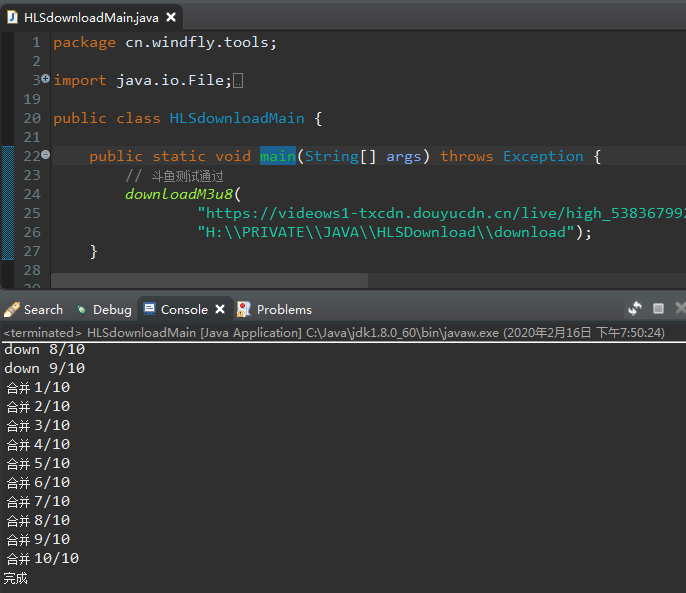 HLSdownloadMain.java
1 package cn.windfly.tools;
2
3 import java.io.File;
19
20 public class HLSdownloadMain {
21
22 public static void main(String[] args) throws Exception {
23 // 斗鱼测试通过
24 downloadM3u8(
25 "https://videows1-txcdn.douyucdn.cn/live/high_538367992
26 "H:\\PRIVATE\\JAVA\\HLSDownload\\download");
27 }
28
Search Debug Console Problems
<terminated> HLSdownloadMain [Java Application] C:\Java\jdk1.8.0_60\bin\javaw.exe (2020年2月16日 下午7:50:24)
down 8/10
down 9/10
合并 1/10
合并 2/10
合并 3/10
合并 4/10
合并 5/10
合并 6/10
合并 7/10
合并 8/10
合并 9/10
合并 10/10
完成